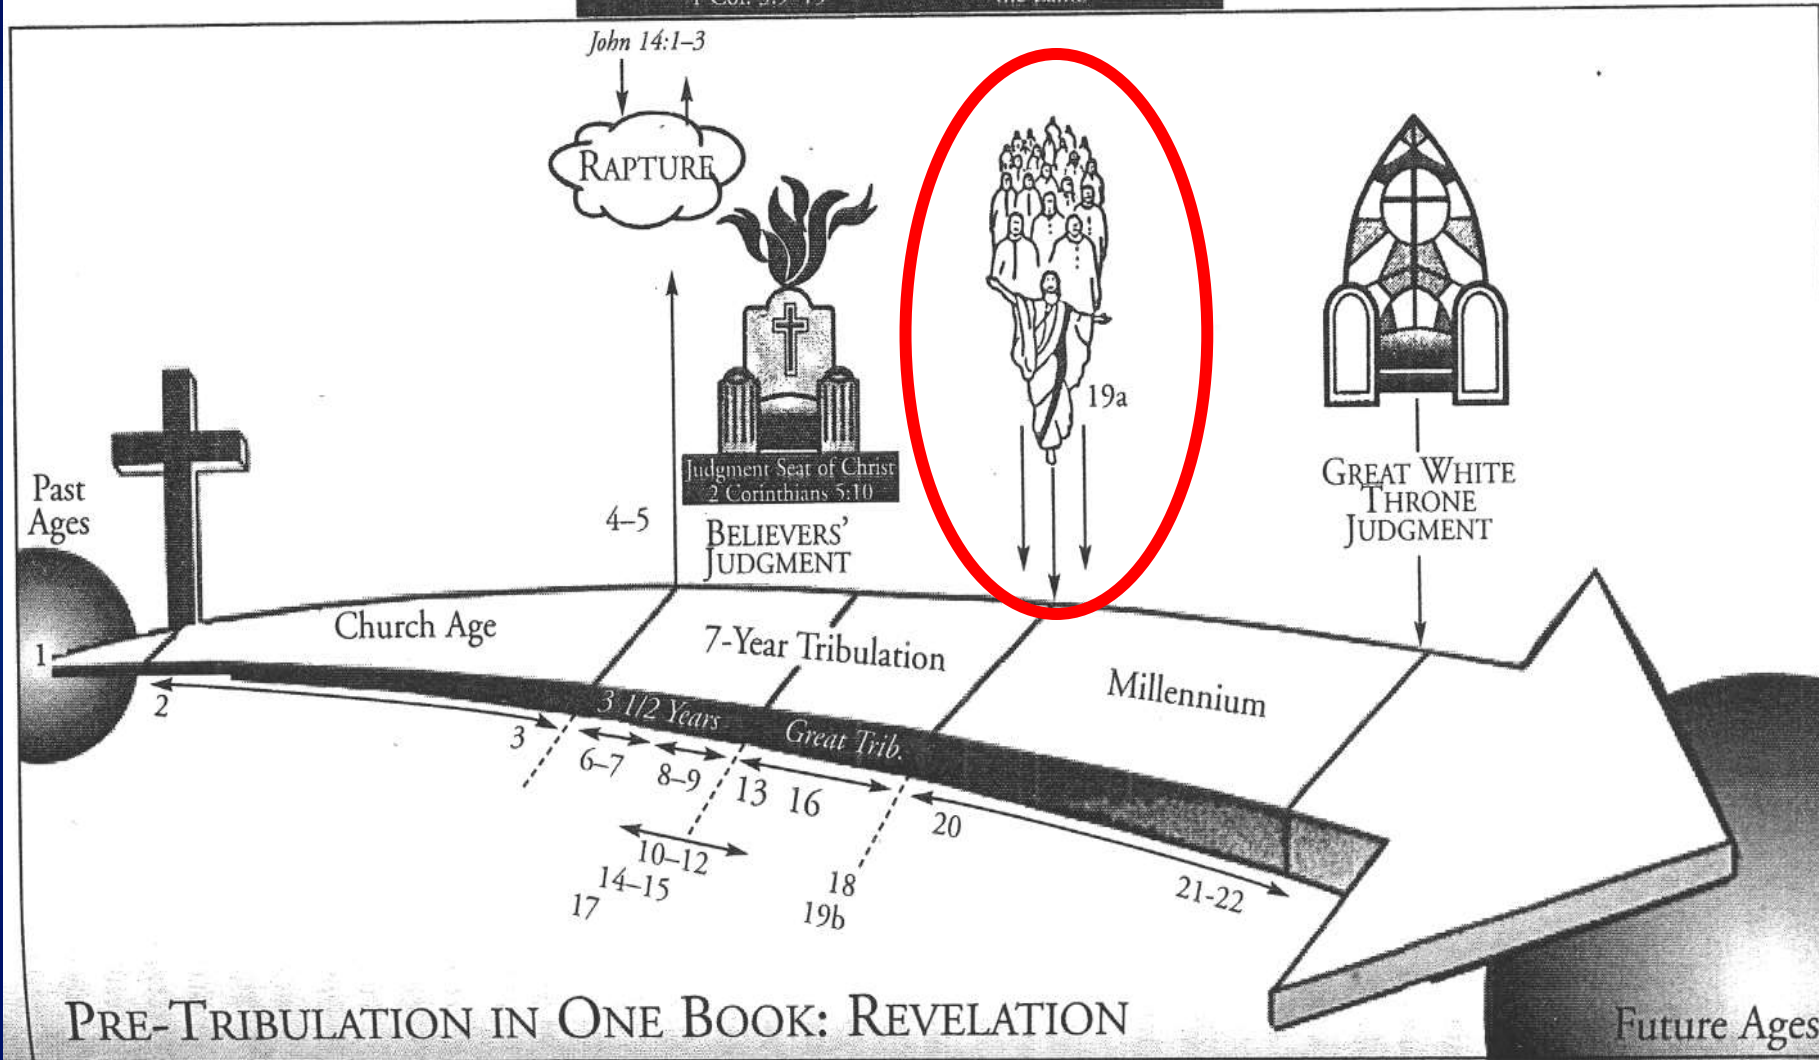 John 14:1–3
RAPTURE
19a
Judgment Seat of Christ
2 Corinthians 5:10
BELIEVERS'
JUDGMENT
GREAT WHITE
THRONE
JUDGMENT
Past
Ages
4–5
1
Church Age
7-Year Tribulation
Millennium
2
3
3 1/2 Years
Great Trib.
6–7
8–9
13
16
20
10–12
14–15
17
18
19b
21-22
PRE-TRIBULATION IN ONE BOOK: REVELATION
Future Ages